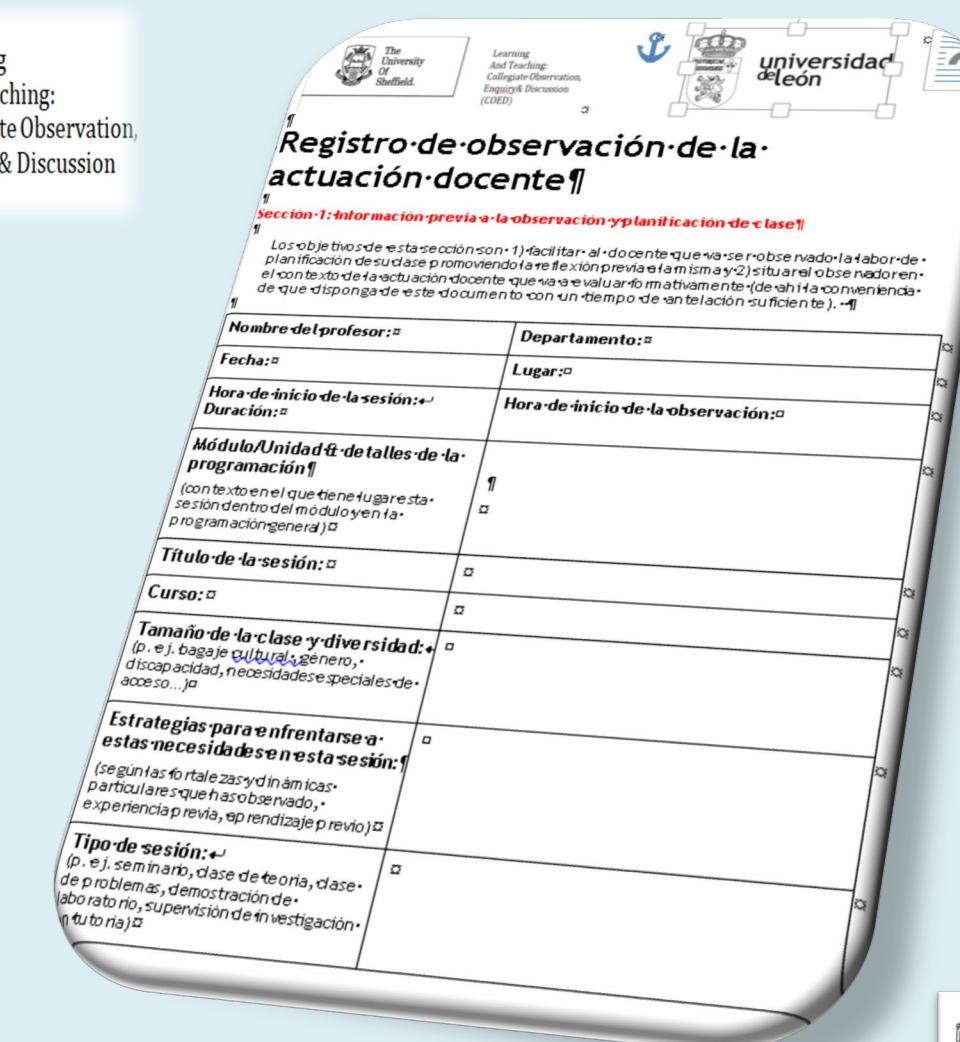 g
ching:
te Observation,
& Discussion
The
University
Of
Sheffield.
Learning
And Teaching:
Collegiate Observation,
Enquiry& Discussion
(COED)
universidad
de león
Registro de observación de la
actuación docente¶
Sección 1: Información previa a la observación y planificación de clase¶
Los objetivos de esta sección son 1) facilitar al docente que va ser observado la labor de
planificación de su clase promoviendo la reflexión previa a la misma y 2) situar al observador en
el contexto de la actuación docente que va a evaluar formativamente (de ahí la conveniencia
de que disponga de este documento con un tiempo de antelación suficiente). ¶
Nombre del profesor:
Departamento:
Fecha:
Lugar:
Hora de inicio de la sesión:
Duración:
Hora de inicio de la observación:
Módulo/Unidad & detalles de la
programación¶
(contexto en el que tiene lugar esta
sesión dentro del módulo y en la
programación general)
Título de la sesión:
Curso:
Tamaño de la clase y diversidad:
(p. ej. bagaje cultural, género,
discapacidad, necesidades especiales de
acceso...)
Estrategias para enfrentarse a
estas necesidades en esta sesión:¶
(según las fortalezas y dinámicas
particulares que has observado,
experiencia previa, aprendizaje previo)
Tipo de sesión:
(p. ej. seminario, clase de teoría, clase
de problemas, demostración de
laboratorio, supervisión de investigación
n tutoría)